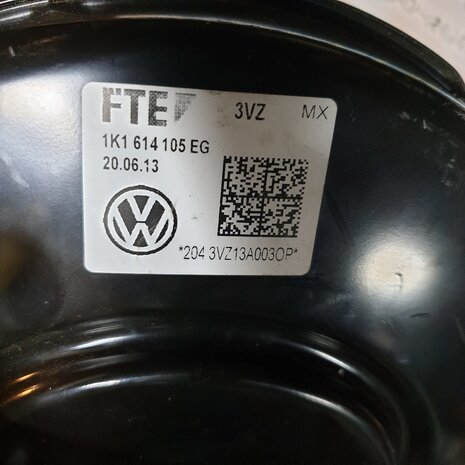 FTE 3VZ MX
1K1 614 105 EG
20.06.13
VW
*204 3VZ13A003OP*